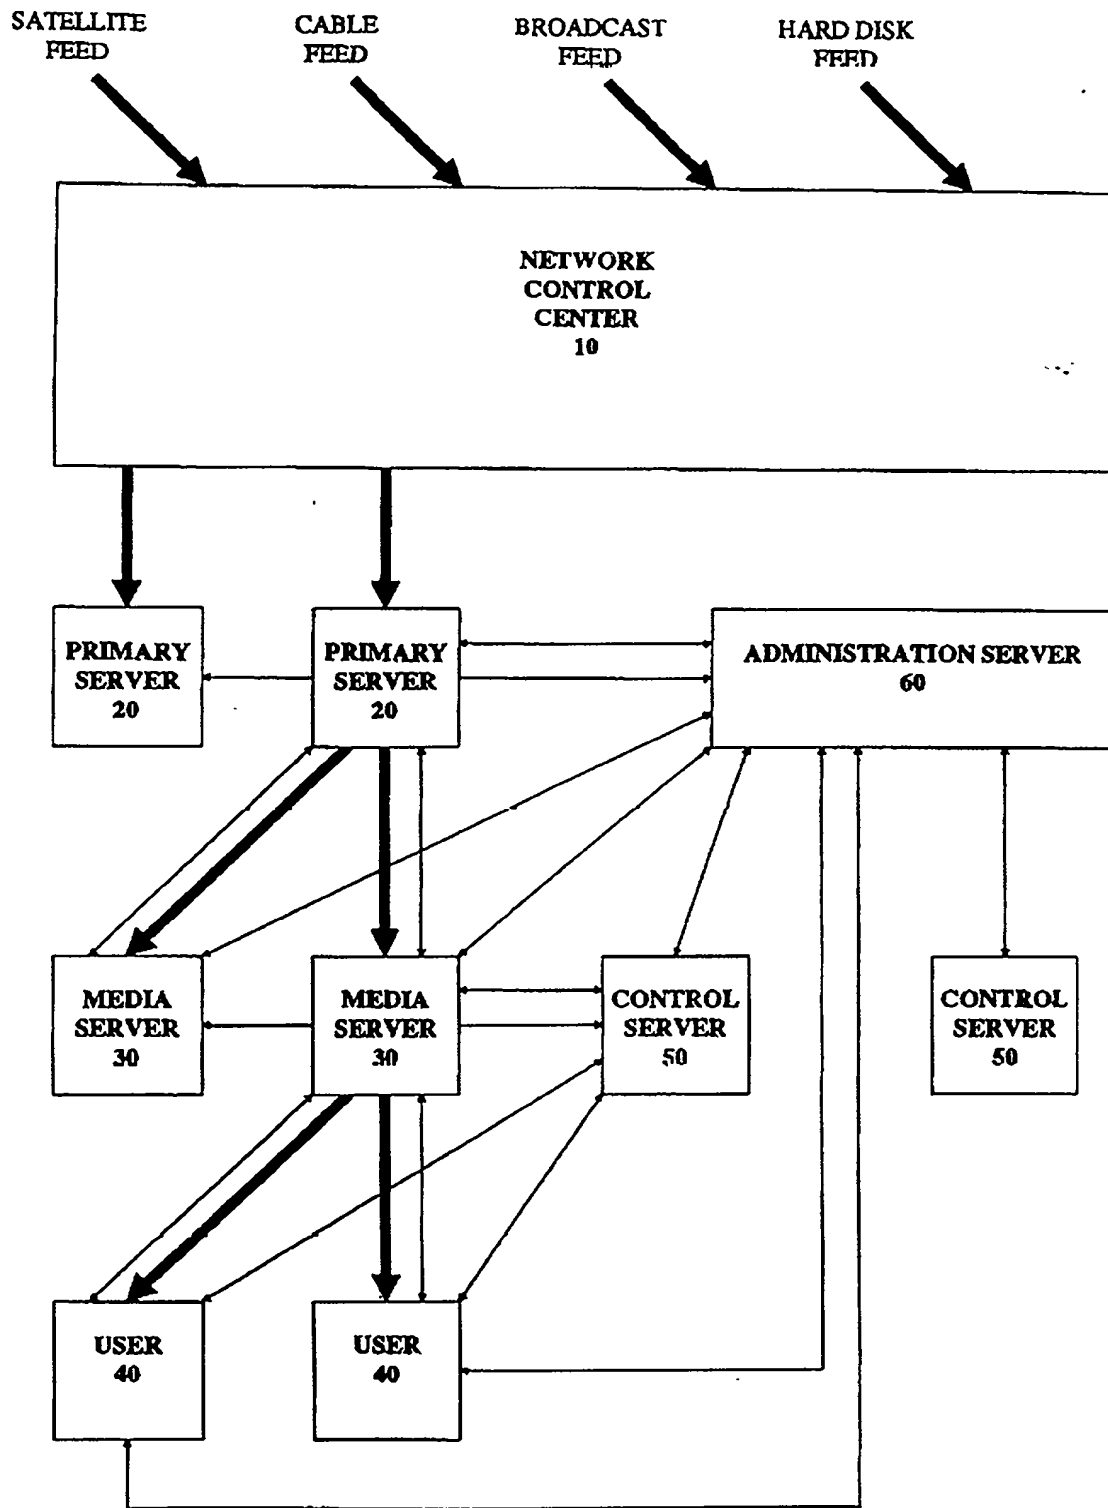 SATELLITE
FEED
CABLE
FEED
BROADCAST
FEED
HARD DISK
FEED
NETWORK
CONTROL
CENTER
10
PRIMARY
SERVER
20
PRIMARY
SERVER
20
ADMINISTRATION SERVER
60
MEDIA
SERVER
30
MEDIA
SERVER
30
CONTROL
SERVER
50
CONTROL
SERVER
50
USER
40
USER
40